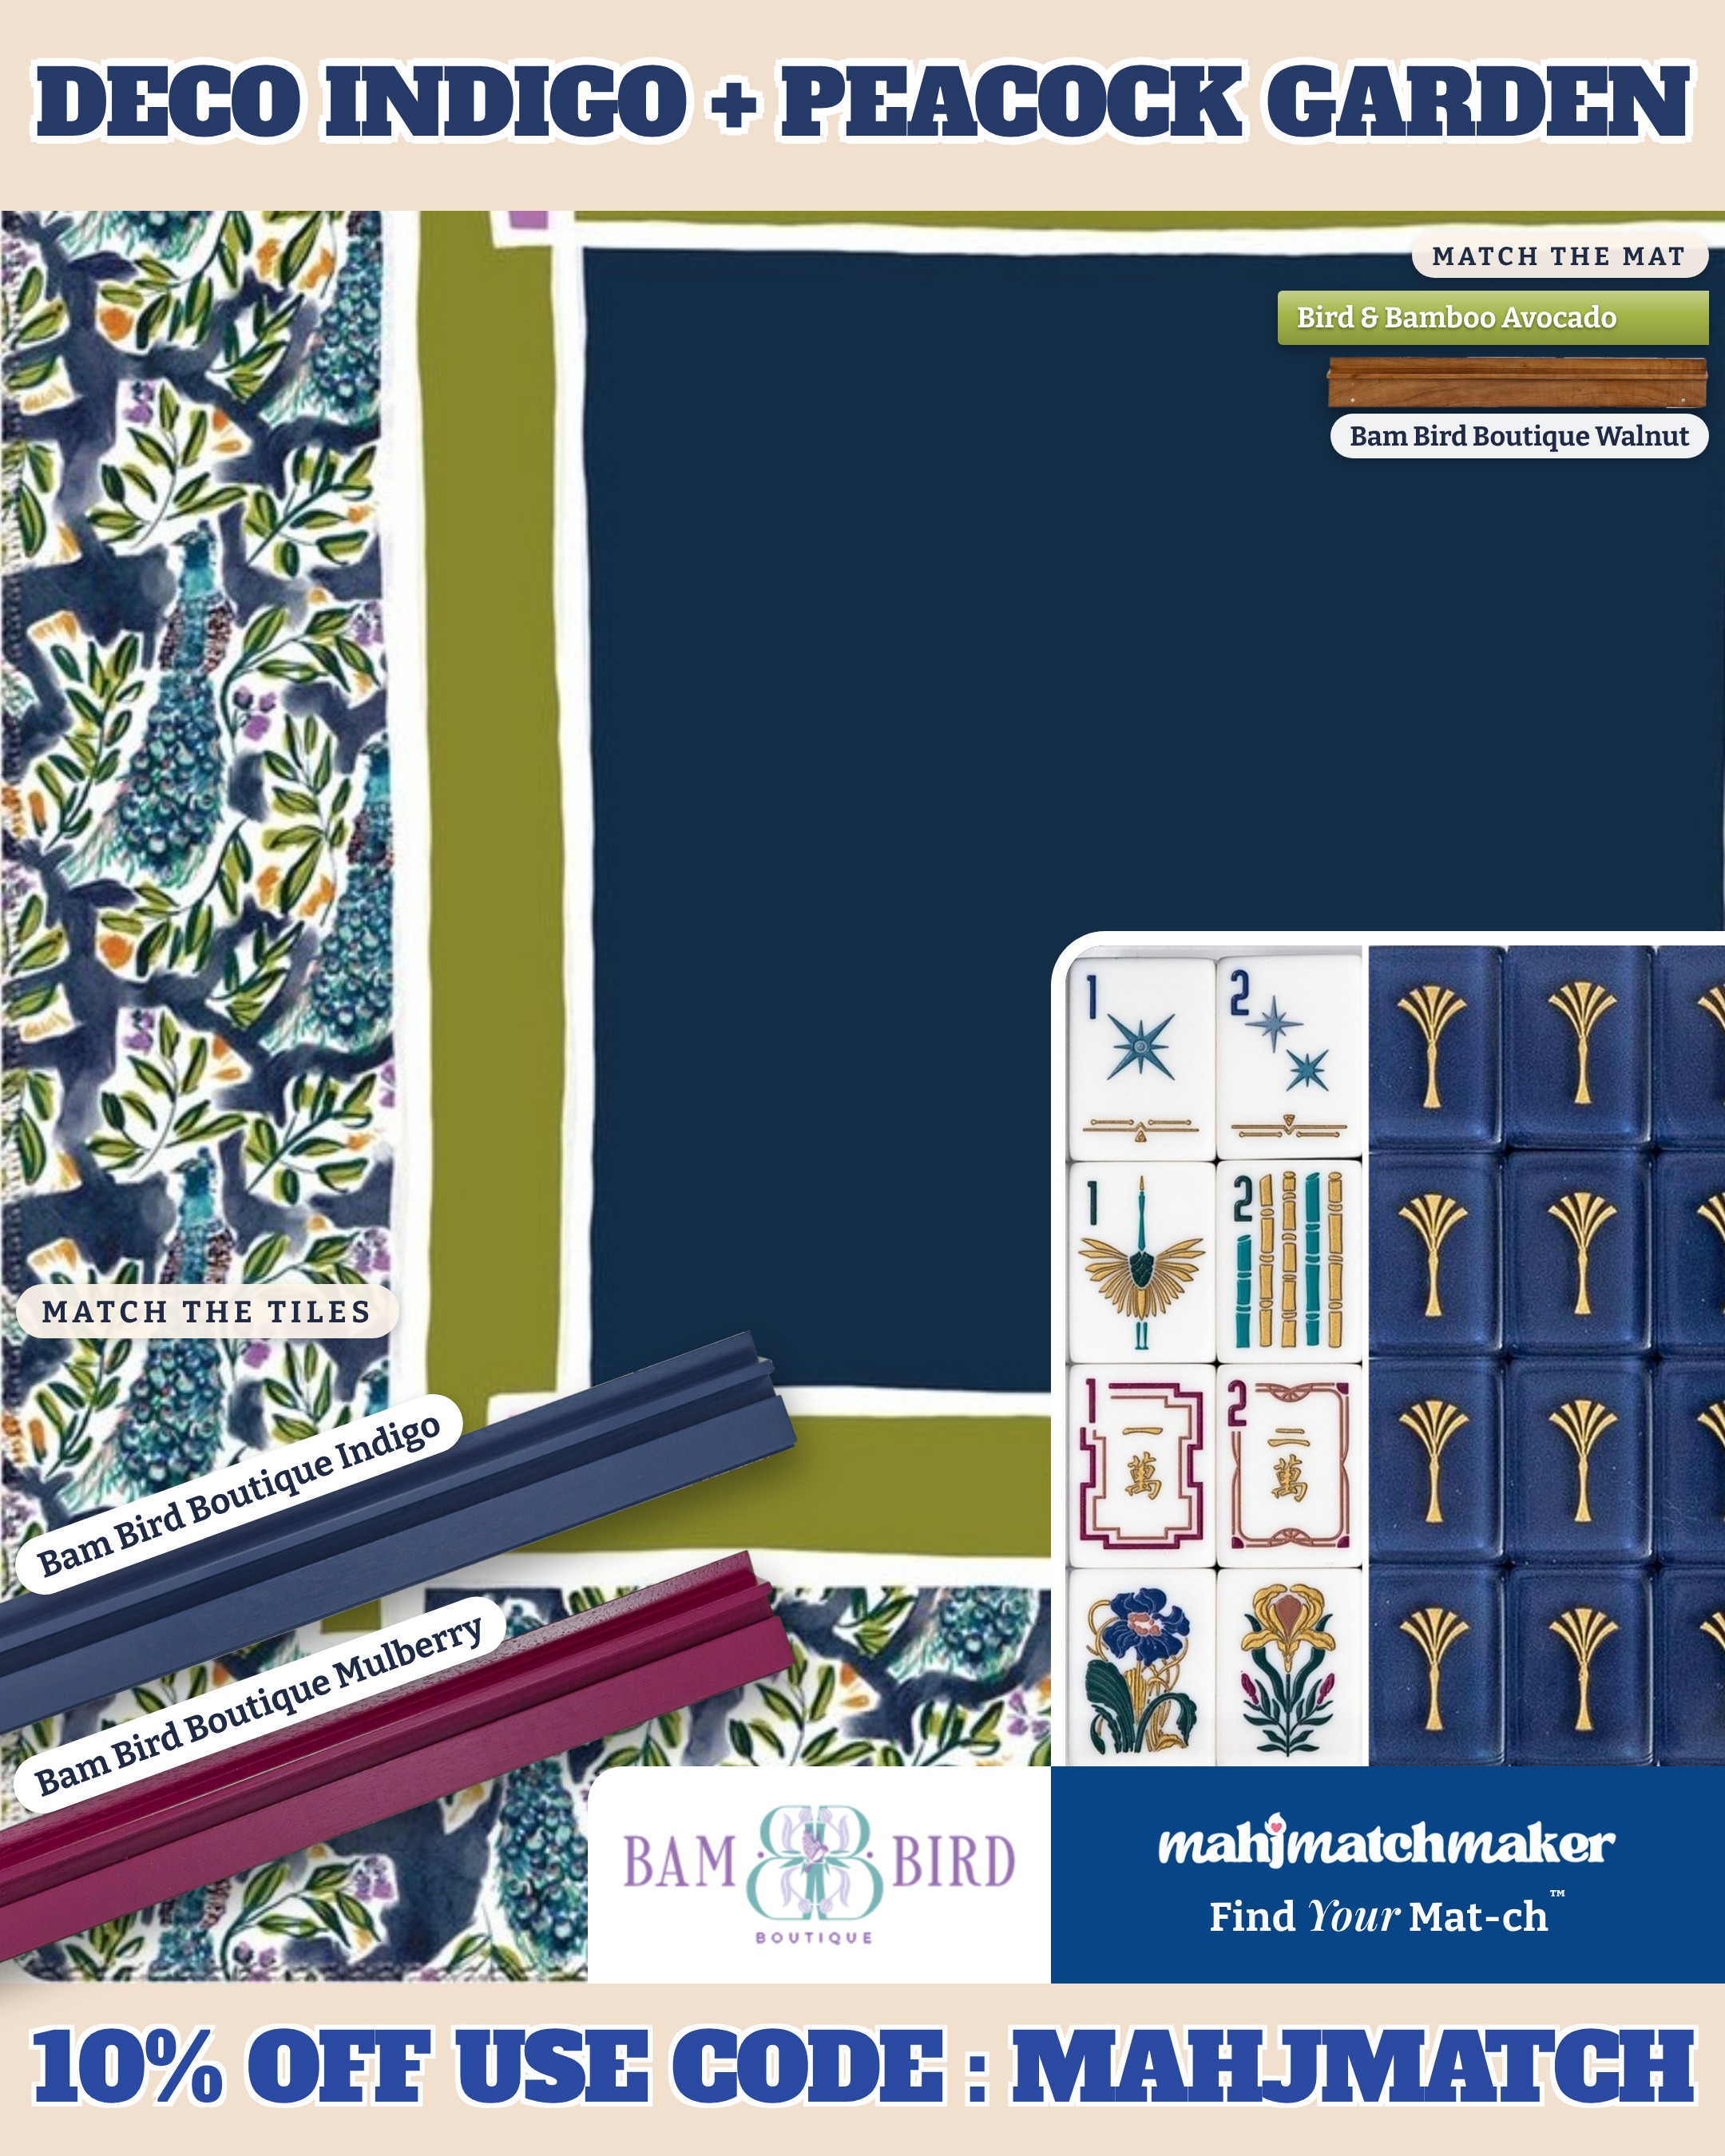 DECO INDIGO + PEACOCK GARDEN
MATCH THE MAT
Bird & Bamboo Avocado
Bam Bird Boutique Walnut
1 2
1 2
1 2
一 二
萬 萬
MATCH THE TILES
Bam Bird Boutique Indigo
Bam Bird Boutique Mulberry
BAM BIRD
BOUTIQUE
mahjmatchmaker
Find Your Mat-ch™
10% OFF USE CODE : MAHJMATCH